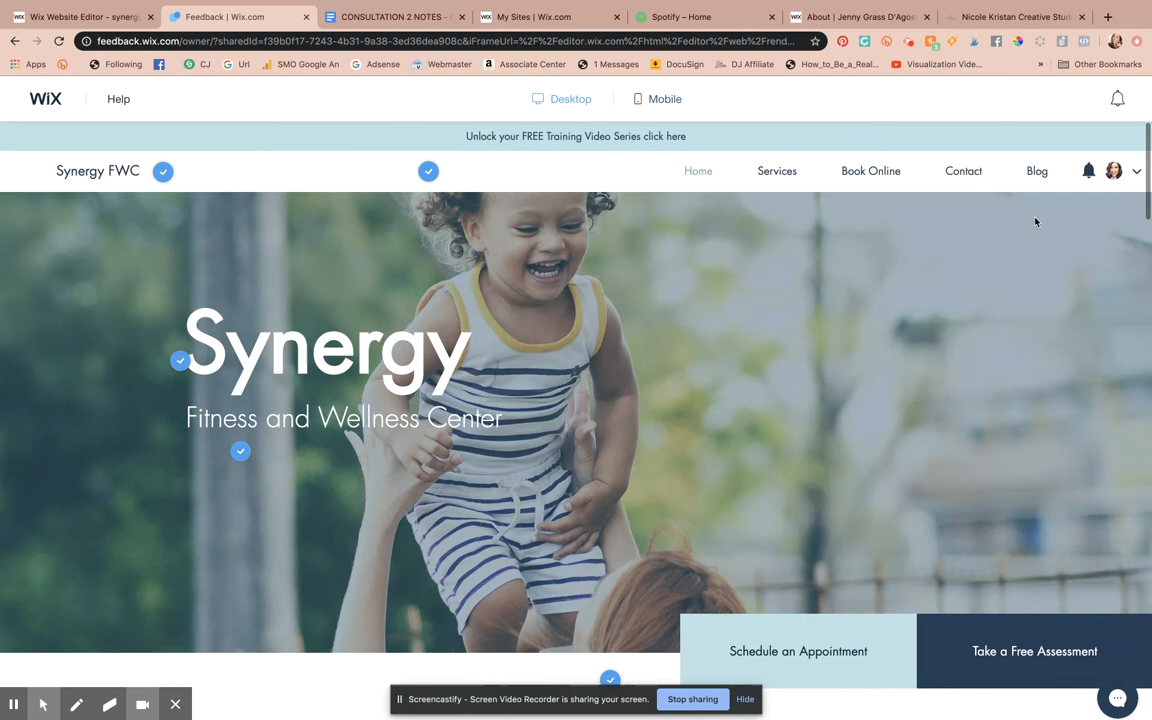 Wix Website Editor - synerg
Feedback | Wix.com
CONSULTATION 2 NOTES -
My Sites | Wix.com
Spotify – Home
About | Jenny Grass D'Agos
Nicole Kristan Creative Stud
feedback.wix.com/owner/?sharedId=f39b0f17-7243-4b31-9a38-3ed36dea908c&iFrameUrl=%2F%2Feditor.wix.com%2Fhtml%2Feditor%2Fweb%2Frend...
Apps Following CJ Url SMO Google An Adsense Webmaster Associate Center 1 Messages DocuSign DJ Affiliate How_to_Be_a_Real... Visualization Vide... » Other Bookmarks
WiX Help Desktop Mobile
Unlock your FREE Training Video Series click here
Synergy FWC Home Services Book Online Contact Blog
Synergy
Fitness and Wellness Center
Schedule an Appointment Take a Free Assessment
Screencastify - Screen Video Recorder is sharing your screen. Stop sharing Hide